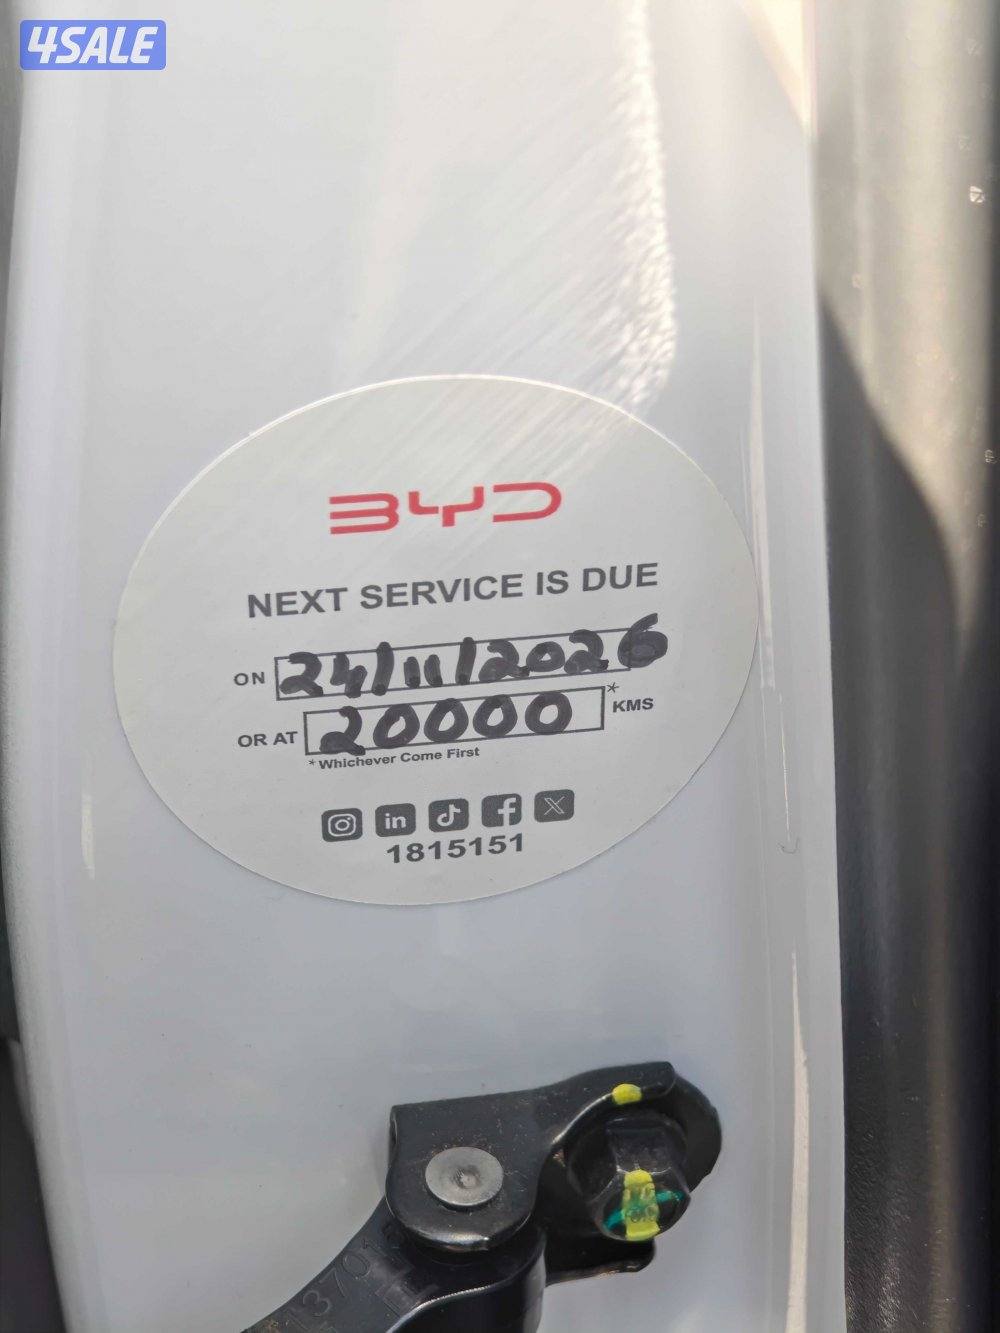 4SALE
BYD
NEXT SERVICE IS DUE
ON 24/11/2026
OR AT 20000 * KMS
* Whichever Come First
1815151